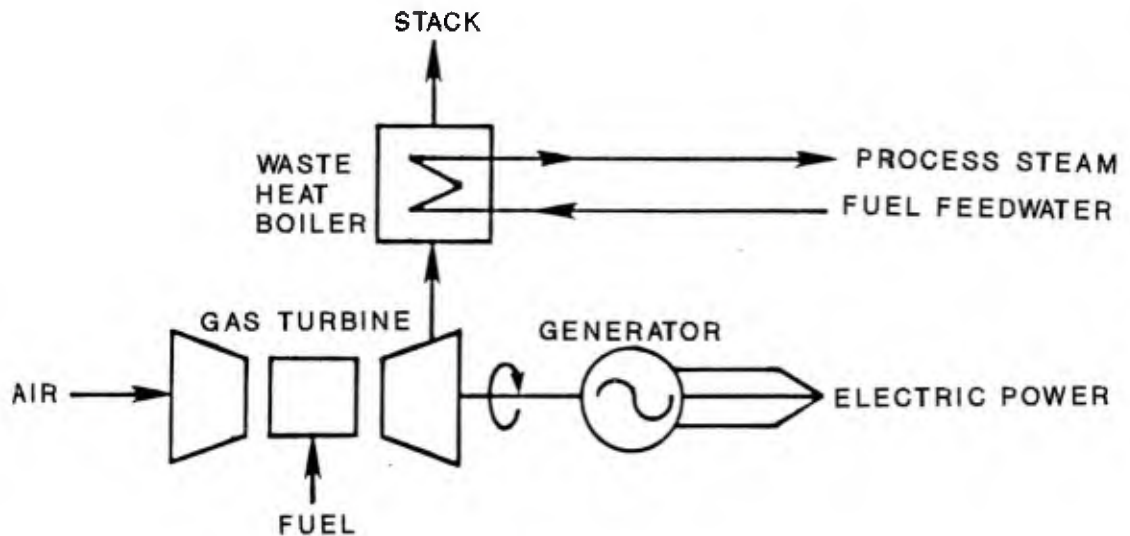 STACK
WASTE
HEAT
BOILER
PROCESS STEAM
FUEL FEEDWATER
GAS TURBINE
GENERATOR
AIR
ELECTRIC POWER
FUEL